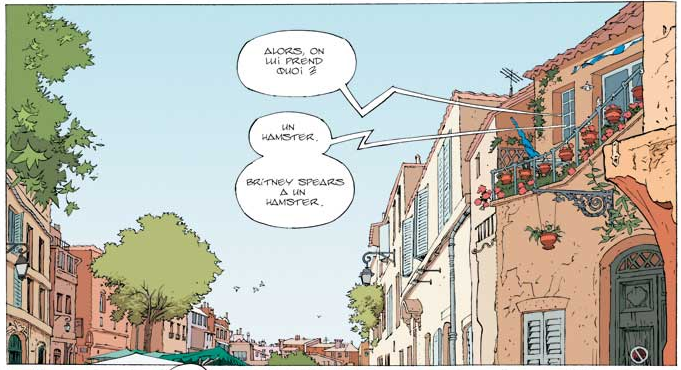 ALORS, ON
LUI PREND
QUOI ?
UN
HAMSTER.
BRITNEY SPEARS
A UN
HAMSTER.